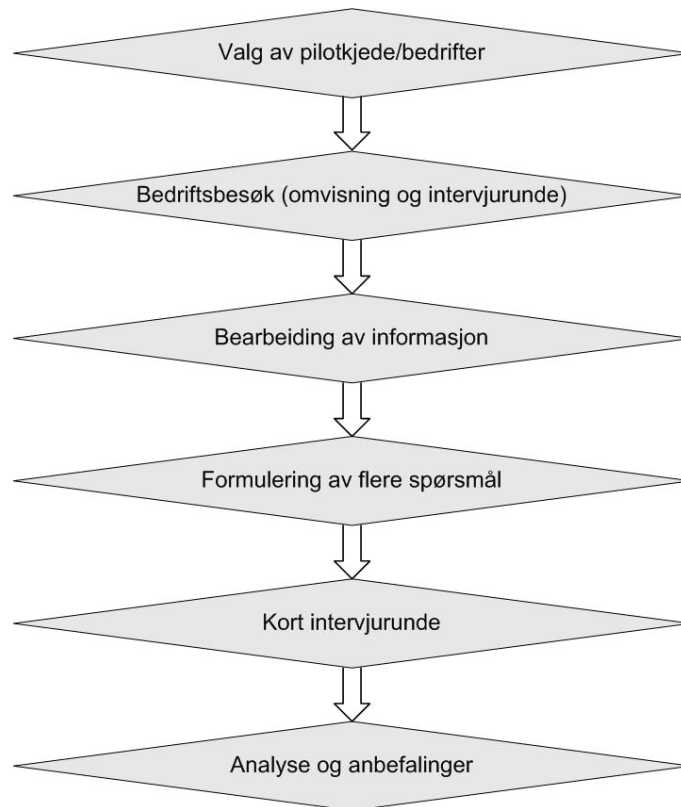 Valg av pilotkjede/bedrifter
Bedriftsbesøk (omvisning og intervjurunde)
Bearbeiding av informasjon
Formulering av flere spørsmål
Kort intervjurunde
Analyse og anbefalinger